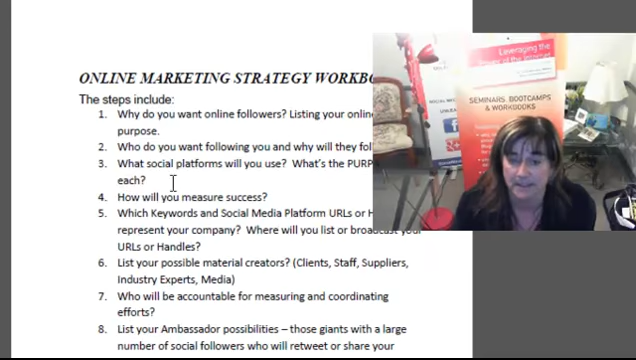 ONLINE MARKETING STRATEGY
The steps include:
1. Why do you want online followers? Listing your
purpose.
2. Who do you want following you and why will they
3. What social platforms will you use? What's the
each?
4. How will you measure success?
5. Which Keywords and Social Media Platform URLs or
represent your company? Where will you list or broadcast your
URLs or Handles?
6. List your possible material creators? (Clients, Staff, Suppliers,
Industry Experts, Media)
7. Who will be accountable for measuring and coordinating
efforts?
8. List your Ambassador possibilities – those giants with a large
number of social followers who will retweet or share your
Leveraging the
Power of the Internet
SEMINARS, BOOTCAMPS
& WORKBOOKS